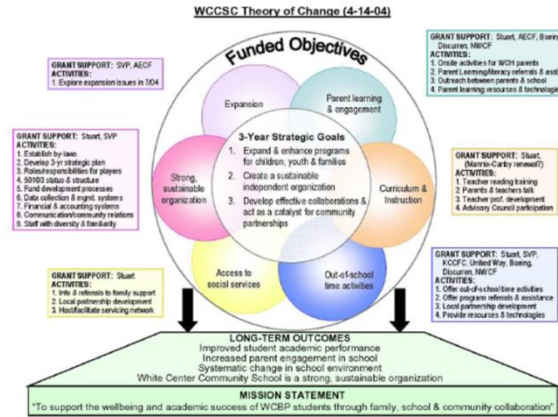 WCCSC Theory of Change (4-14-04)
Funded Objectives
GRANT SUPPORT: SVP, AECF
ACTIVITIES:
1. Explore expansion issues in 7/04
GRANT SUPPORT: Stuart, AECF, Boeing,
Discuren, NWCF
ACTIVITIES:
1. Onsite activities for WCH parents
2. Parent Learning/literacy referrals &
3. Outreach between parents & school
4. Parent learning resources & technologies
Expansion
Parent learning
& engagement
GRANT SUPPORT: Stuart, SVP
ACTIVITIES:
1. Establish by-laws
2. Develop 3-yr strategic plan
3. Roles/responsibilities for players
4. 501©3 status & structure
5. Fund development processes
6. Data collection & mgmt. systems
7. Financial & accounting systems
8. Communication/community relations
9. Staff with diversity & familiarity
Strong,
sustainable
organization
3-Year Strategic Goals
1. Expand & enhance programs
for children, youth & families
2. Create a sustainable
independent organization
3. Develop effective collaborations &
act as a catalyst for community
partnerships
Curriculum &
Instruction
GRANT SUPPORT: Stuart,
ACTIVITIES:
1. Teacher reading training
2. Parents & teachers talk
3. Teacher prof. development
4. Advisory Council participation
GRANT SUPPORT: Stuart
ACTIVITIES:
1. Info & referrals to family support
2. Local partnership development
3. Host/facilitate servicing network
Access to
social services
Out-of-school
time activities
GRANT SUPPORT: Stuart, SVP,
KCCFC, United Way, Boeing,
Discuren, NWCF
ACTIVITIES:
1. Offer out-of-school time activities
2. Offer program referrals & assistance
3. Local partnership development
4. Provide resources & technologies
LONG-TERM OUTCOMES
Improved student academic performance
Increased parent engagement in school
Systematic change in school environment
White Center Community School is a strong, sustainable organization
MISSION STATEMENT
"To support the wellbeing and academic success of WCBP students through family, school & community collaboration"